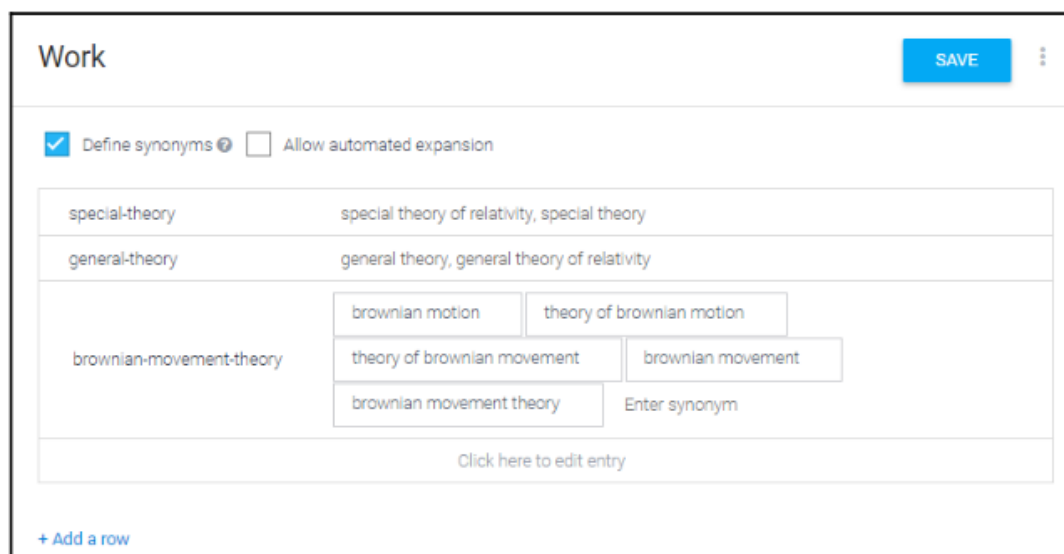 Work SAVE
Define synonyms Allow automated expansion
special-theory special theory of relativity, special theory
general-theory general theory, general theory of relativity
brownian motion theory of brownian motion
brownian-movement-theory theory of brownian movement brownian movement
brownian movement theory Enter synonym
Click here to edit entry
+ Add a row